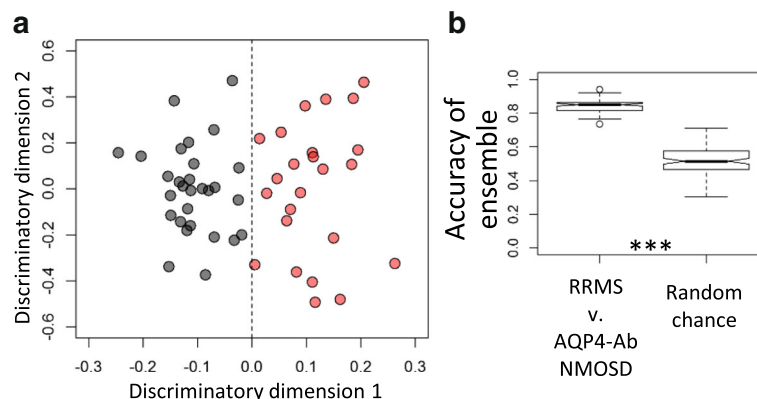 a
b
Discriminatory dimension 2
0.6
0.4
0.2
0.0
-0.2
-0.4
-0.6
-0.3
-0.2
-0.1
0.0
0.1
0.2
0.3
Discriminatory dimension 1
Accuracy of
ensemble
1.0
0.8
0.6
0.4
0.2
0.0
***
RRMS
v.
AQP4-Ab
NMOSD
Random
chance